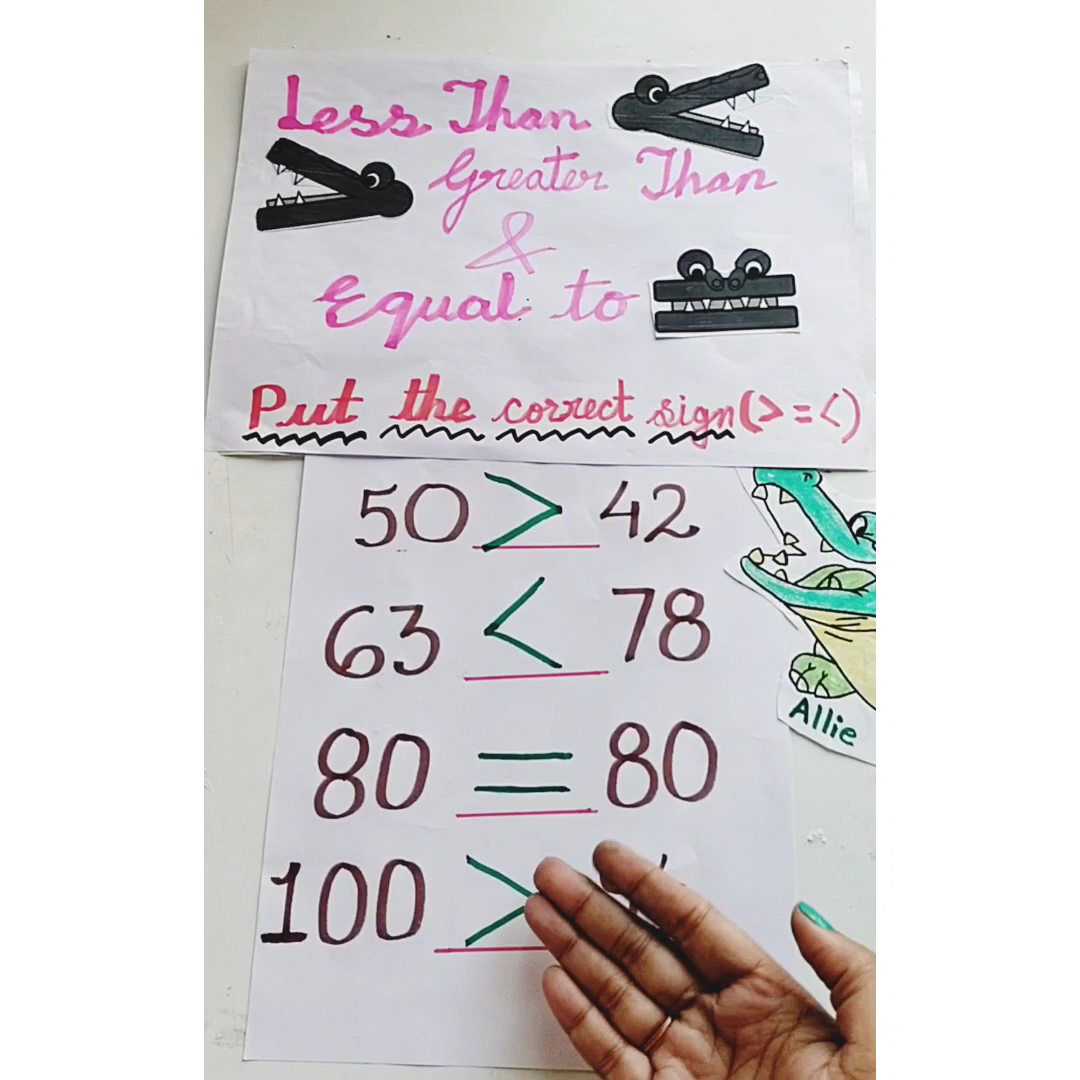 Less Than
Greater Than
&
Equal to
Put the correct sign (> = <)
50 > 42
63 < 78
80 = 80
100 >
Allie